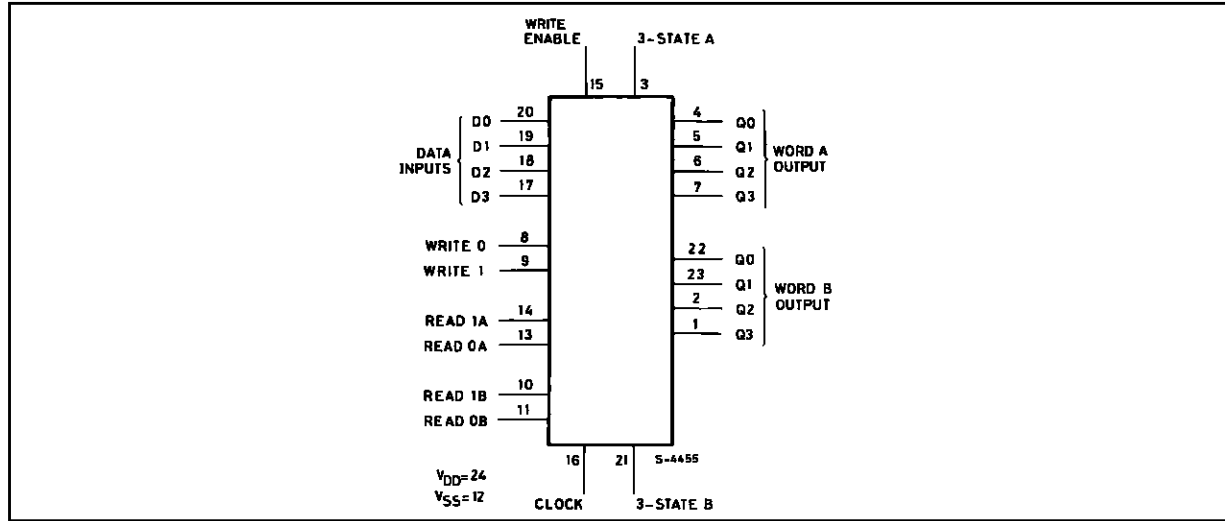 WRITE
ENABLE
3-STATE A
15
3
20
D0
19
D1
18
D2
17
D3
DATA
INPUTS
4
Q0
5
Q1
6
Q2
7
Q3
WORD A
OUTPUT
8
WRITE 0
9
WRITE 1
22
Q0
23
Q1
2
Q2
1
Q3
WORD B
OUTPUT
14
READ 1A
13
READ 0A
10
READ 1B
11
READ 0B
16
21
S-4455
VDD=24
VSS=12
CLOCK
3-STATE B